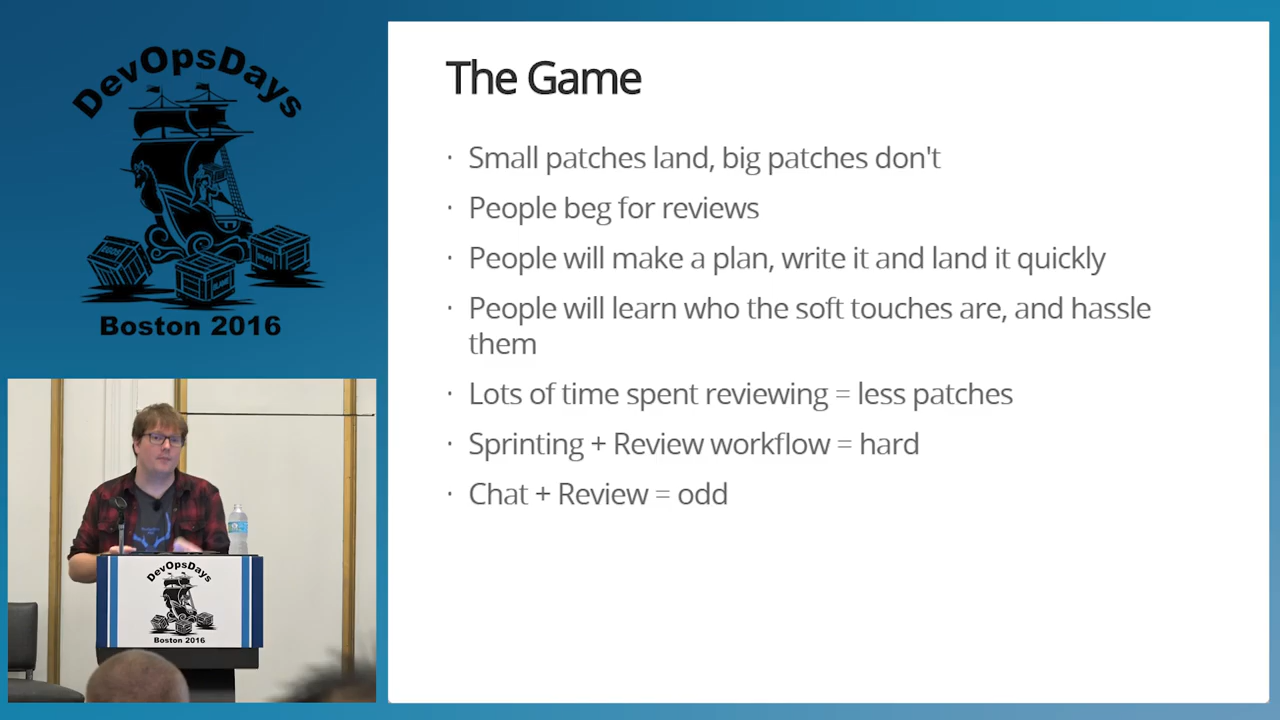 DevOpsDays
Boston 2016
The Game
· Small patches land, big patches don't
· People beg for reviews
· People will make a plan, write it and land it quickly
· People will learn who the soft touches are, and hassle
them
· Lots of time spent reviewing = less patches
· Sprinting + Review workflow = hard
· Chat + Review = odd
DevOpsDays
Boston 2016